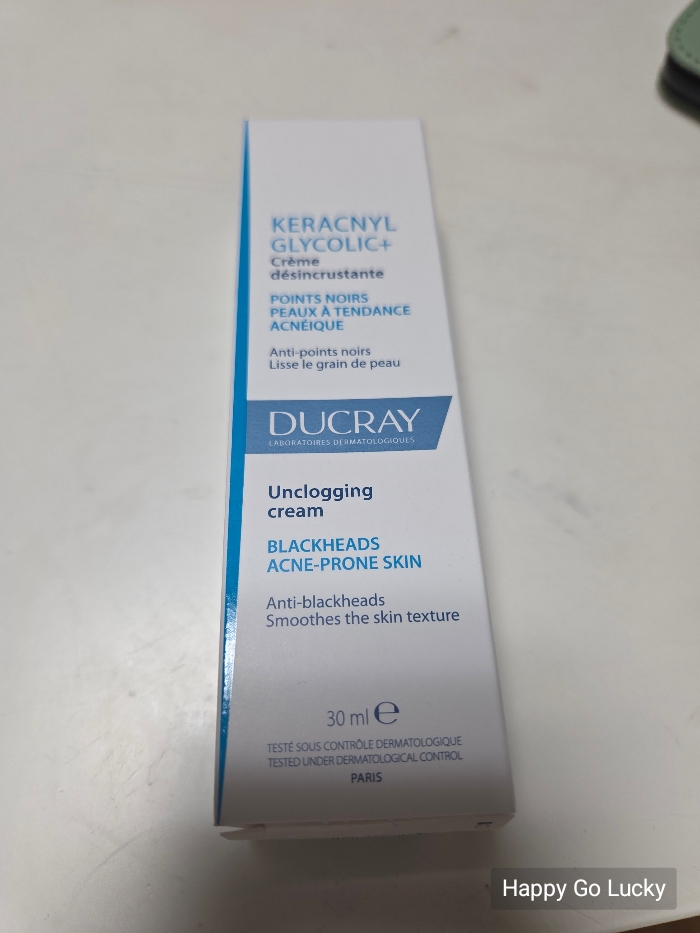 KERACNYL
GLYCOLIC+
Crème
désincrustante
POINTS NOIRS
PEAUX À TENDANCE
ACNÉIQUE
Anti-points noirs
Lisse le grain de peau
DUCRAY
LABORATOIRES DERMATOLOGIQUES
Unclogging
cream
BLACKHEADS
ACNE-PRONE SKIN
Anti-blackheads
Smoothes the skin texture
30 ml ℮
TESTÉ SOUS CONTRÔLE DERMATOLOGIQUE
TESTED UNDER DERMATOLOGICAL CONTROL
PARIS
Happy Go Lucky